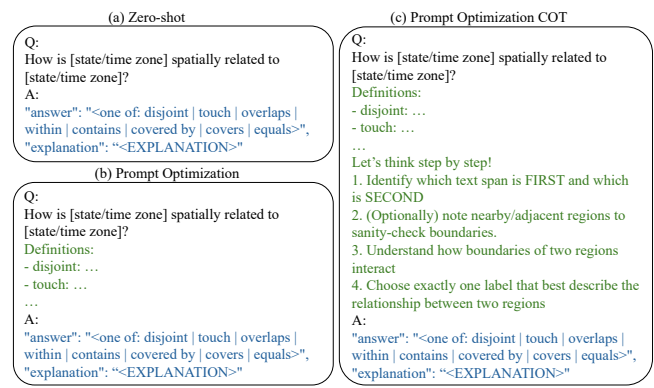 (a) Zero-shot
Q:
How is [state/time zone] spatially related to
[state/time zone]?
A:
"answer": "<one of: disjoint | touch | overlaps |
within | contains | covered by | covers | equals>",
"explanation": “<EXPLANATION>"
(b) Prompt Optimization
Q:
How is [state/time zone] spatially related to
[state/time zone]?
Definitions:
- disjoint: …
- touch: …
…
A:
"answer": "<one of: disjoint | touch | overlaps |
within | contains | covered by | covers | equals>",
"explanation": “<EXPLANATION>"
(c) Prompt Optimization COT
Q:
How is [state/time zone] spatially related to
[state/time zone]?
Definitions:
- disjoint: …
- touch: …
…
Let’s think step by step!
1. Identify which text span is FIRST and which
is SECOND
2. (Optionally) note nearby/adjacent regions to
sanity-check boundaries.
3. Understand how boundaries of two regions
interact
4. Choose exactly one label that best describe the
relationship between two regions
A:
"answer": "<one of: disjoint | touch | overlaps |
within | contains | covered by | covers | equals>",
"explanation": “<EXPLANATION>"